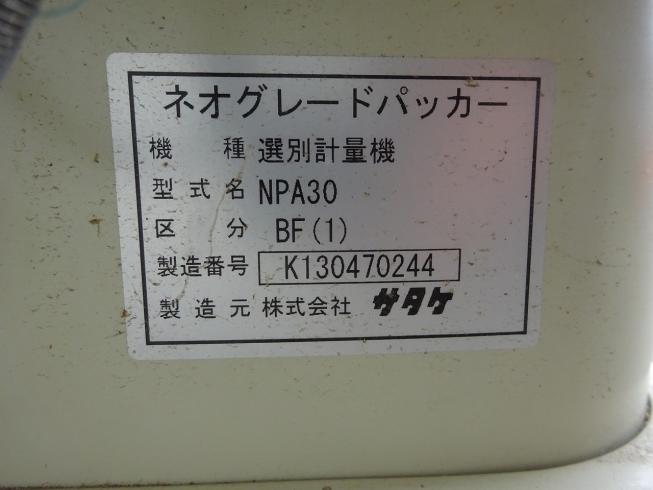 ネオグレードパッカー
機種 選別計量機
型式名 NPA30
区分 BF(1)
製造番号 K130470244
製造元 株式会社 サタケ